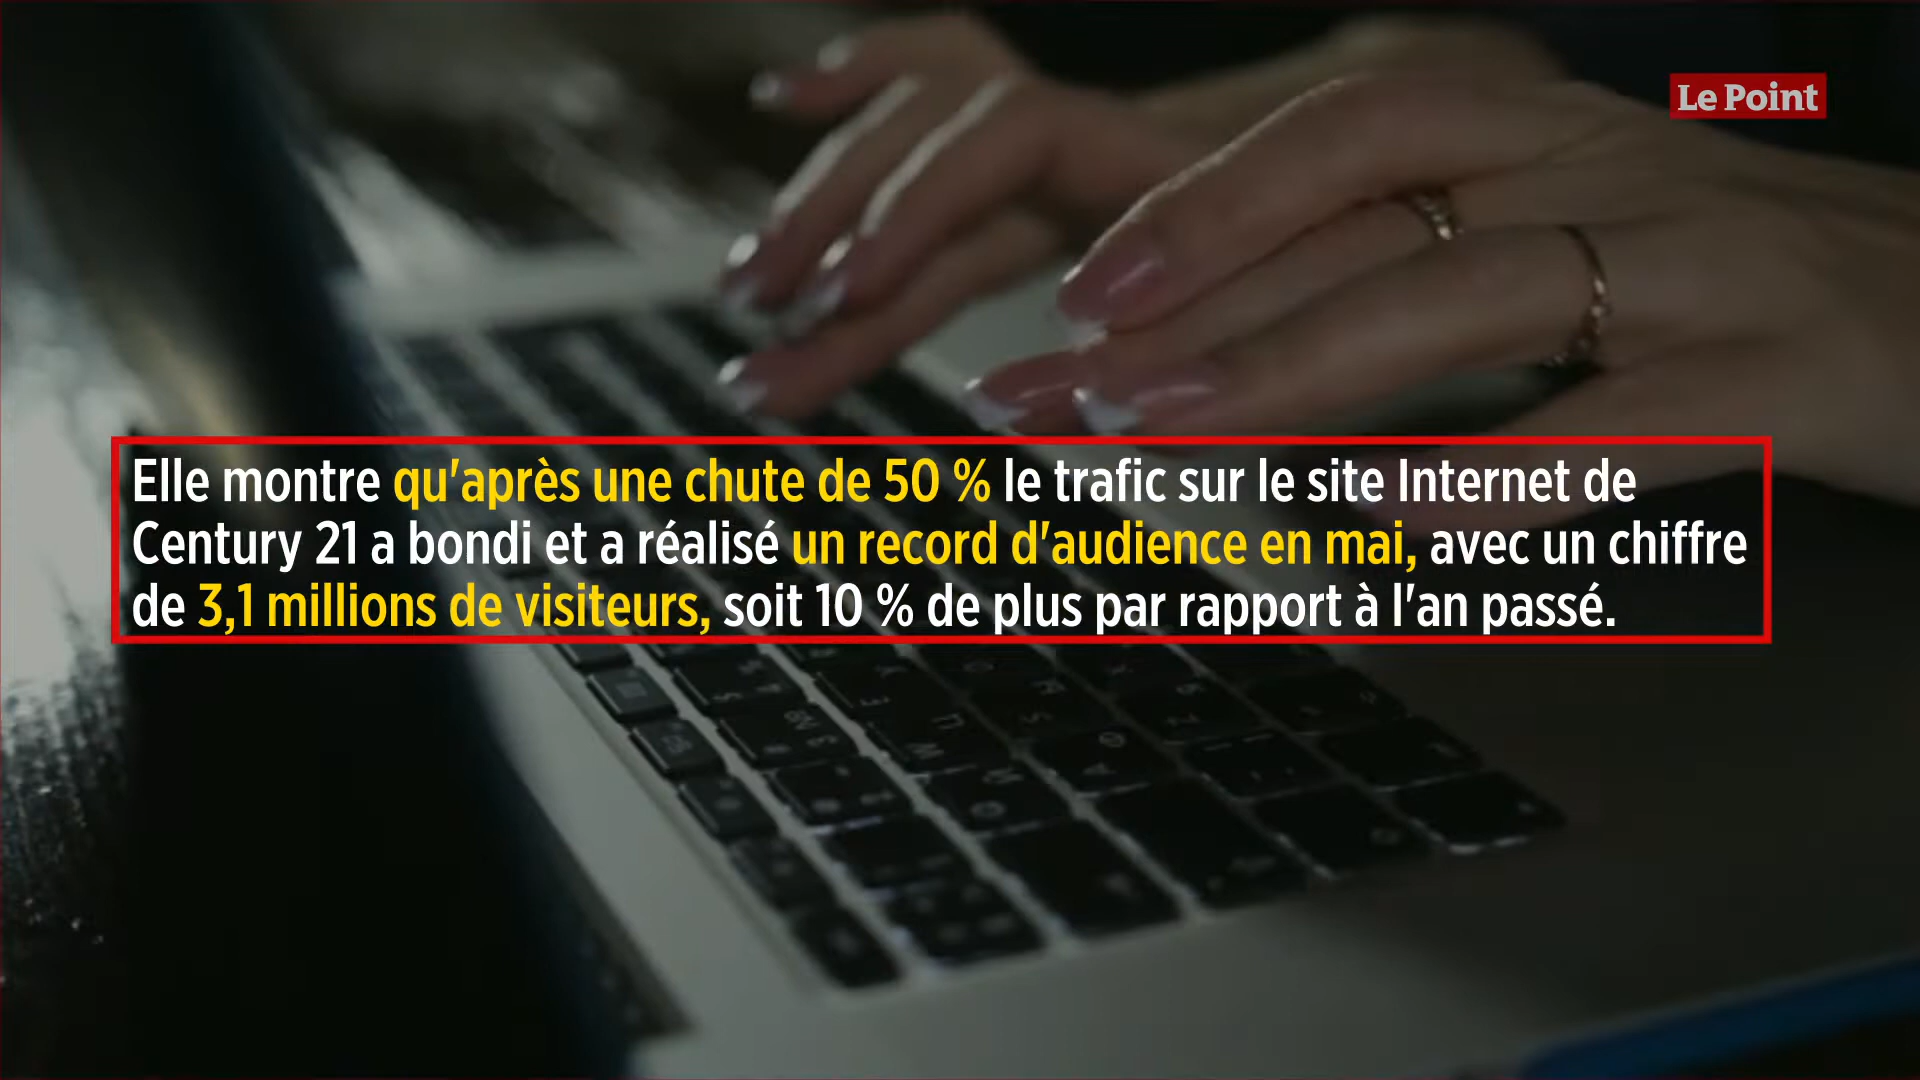 Le Point
Elle montre qu'après une chute de 50 % le trafic sur le site Internet de
Century 21 a bondi et a réalisé un record d'audience en mai, avec un chiffre
de 3,1 millions de visiteurs, soit 10 % de plus par rapport à l'an passé.